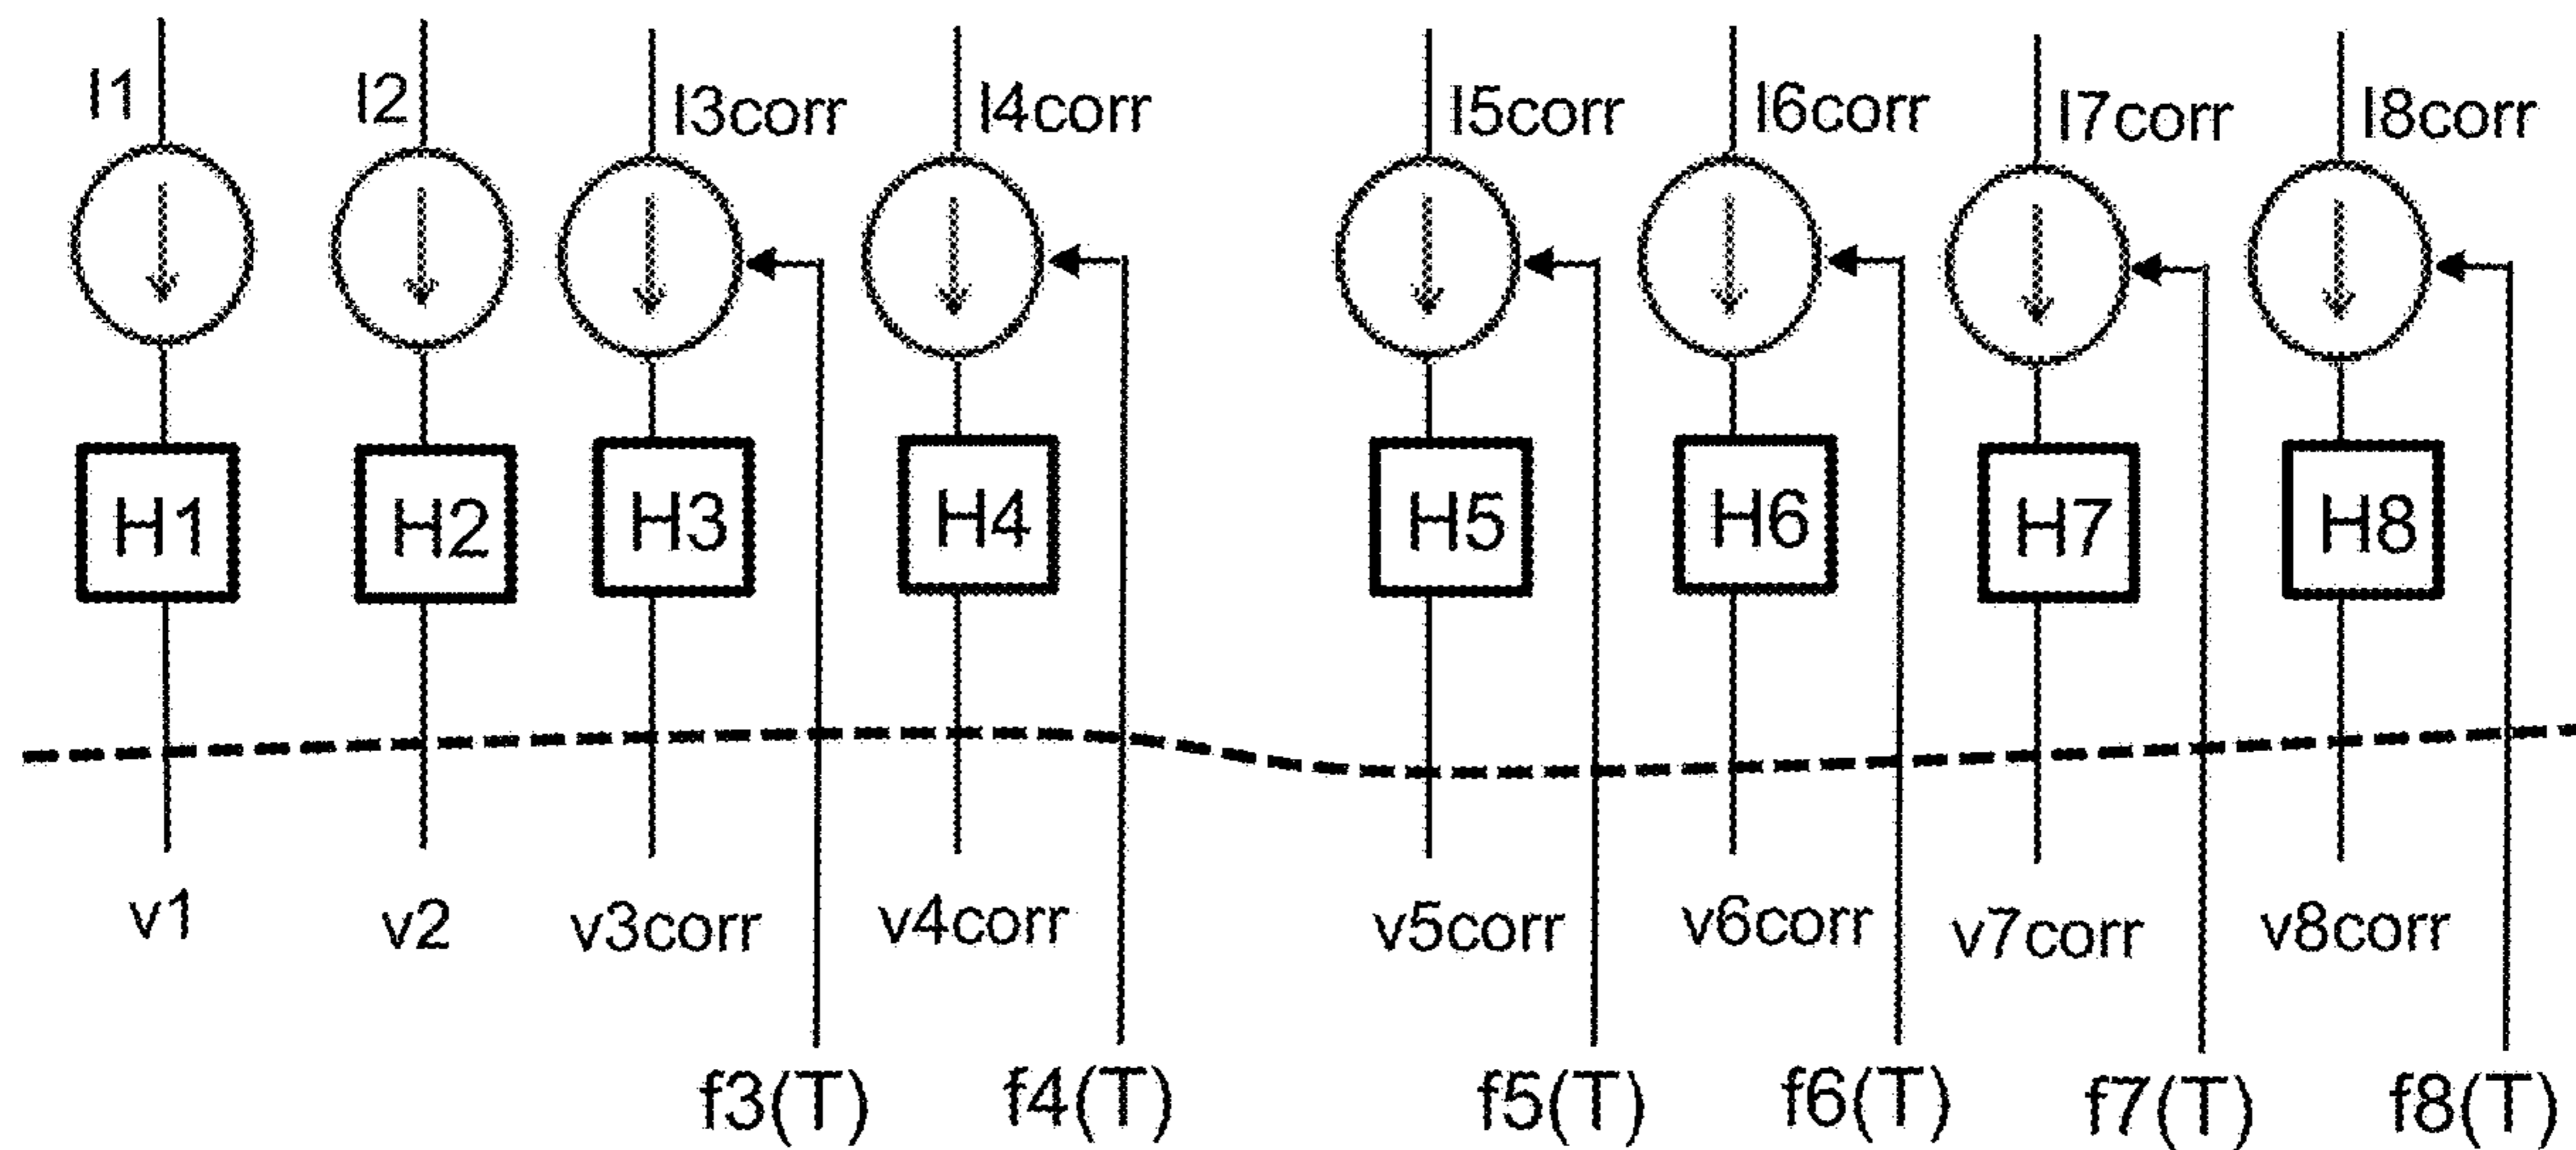 I1 I2 I3corr I4corr I5corr I6corr I7corr I8corr
H1 H2 H3 H4 H5 H6 H7 H8
v1 v2 v3corr v4corr v5corr v6corr v7corr v8corr
f3(T) f4(T) f5(T) f6(T) f7(T) f8(T)